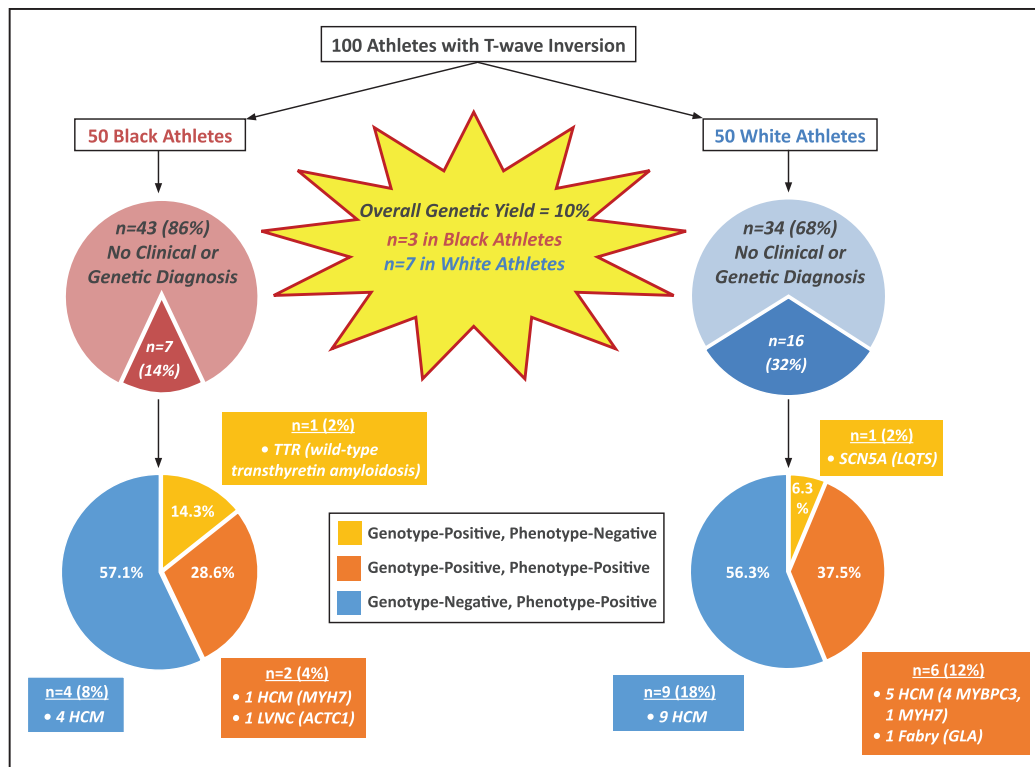 100 Athletes with T-wave Inversion
50 Black Athletes
50 White Athletes
n=43 (86%)
No Clinical or
Genetic Diagnosis
n=7
(14%)
Overall Genetic Yield = 10%
n=3 in Black Athletes
n=7 in White Athletes
n=34 (68%)
No Clinical or
Genetic Diagnosis
n=16
(32%)
n=1 (2%)
• TTR (wild-type
transthyretin amyloidosis)
n=1 (2%)
• SCN5A (LQTS)
14.3%
28.6%
57.1%
Genotype-Positive, Phenotype-Negative
Genotype-Positive, Phenotype-Positive
Genotype-Negative, Phenotype-Positive
6.3
%
37.5%
56.3%
n=4 (8%)
• 4 HCM
n=2 (4%)
• 1 HCM (MYH7)
• 1 LVNC (ACTC1)
n=9 (18%)
• 9 HCM
n=6 (12%)
• 5 HCM (4 MYBPC3,
1 MYH7)
• 1 Fabry (GLA)